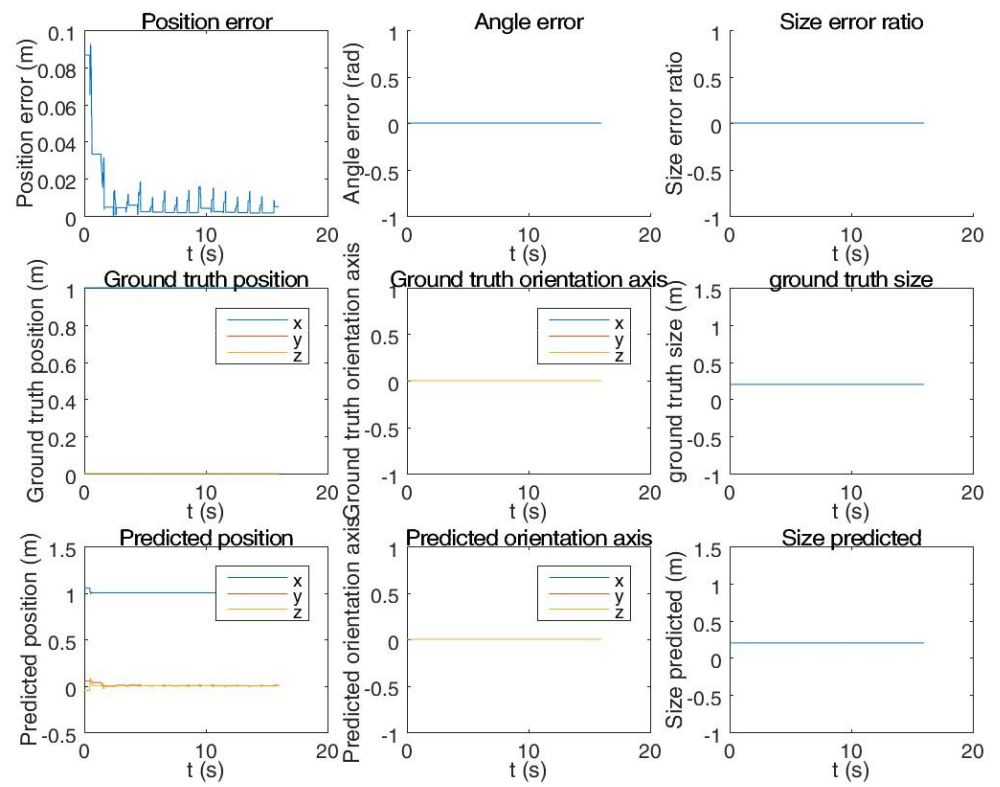 Position error
Position error (m)
0.1
0.08
0.06
0.04
0.02
0
0 10 20
t (s)
Angle error
Angle error (rad)
1
0.5
0
-0.5
-1
0 10 20
t (s)
Size error ratio
Size error ratio
1
0.5
0
-0.5
-1
0 10 20
t (s)
Ground truth position
Ground truth position (m)
1
0.8
0.6
0.4
0.2
0
0 10 20
t (s)
x
y
z
Ground truth orientation axis
Ground truth orientation axis
1
0.5
0
-0.5
-1
0 10 20
t (s)
x
y
z
ground truth size
ground truth size (m)
1.5
1
0.5
0
-0.5
-1
0 10 20
t (s)
Predicted position
Predicted position (m)
1.5
1
0.5
0
-0.5
0 10 20
t (s)
x
y
z
Predicted orientation axis
Predicted orientation axis
1
0.5
0
-0.5
-1
0 10 20
t (s)
x
y
z
Size predicted
Size predicted (m)
1.5
1
0.5
0
-0.5
-1
0 10 20
t (s)